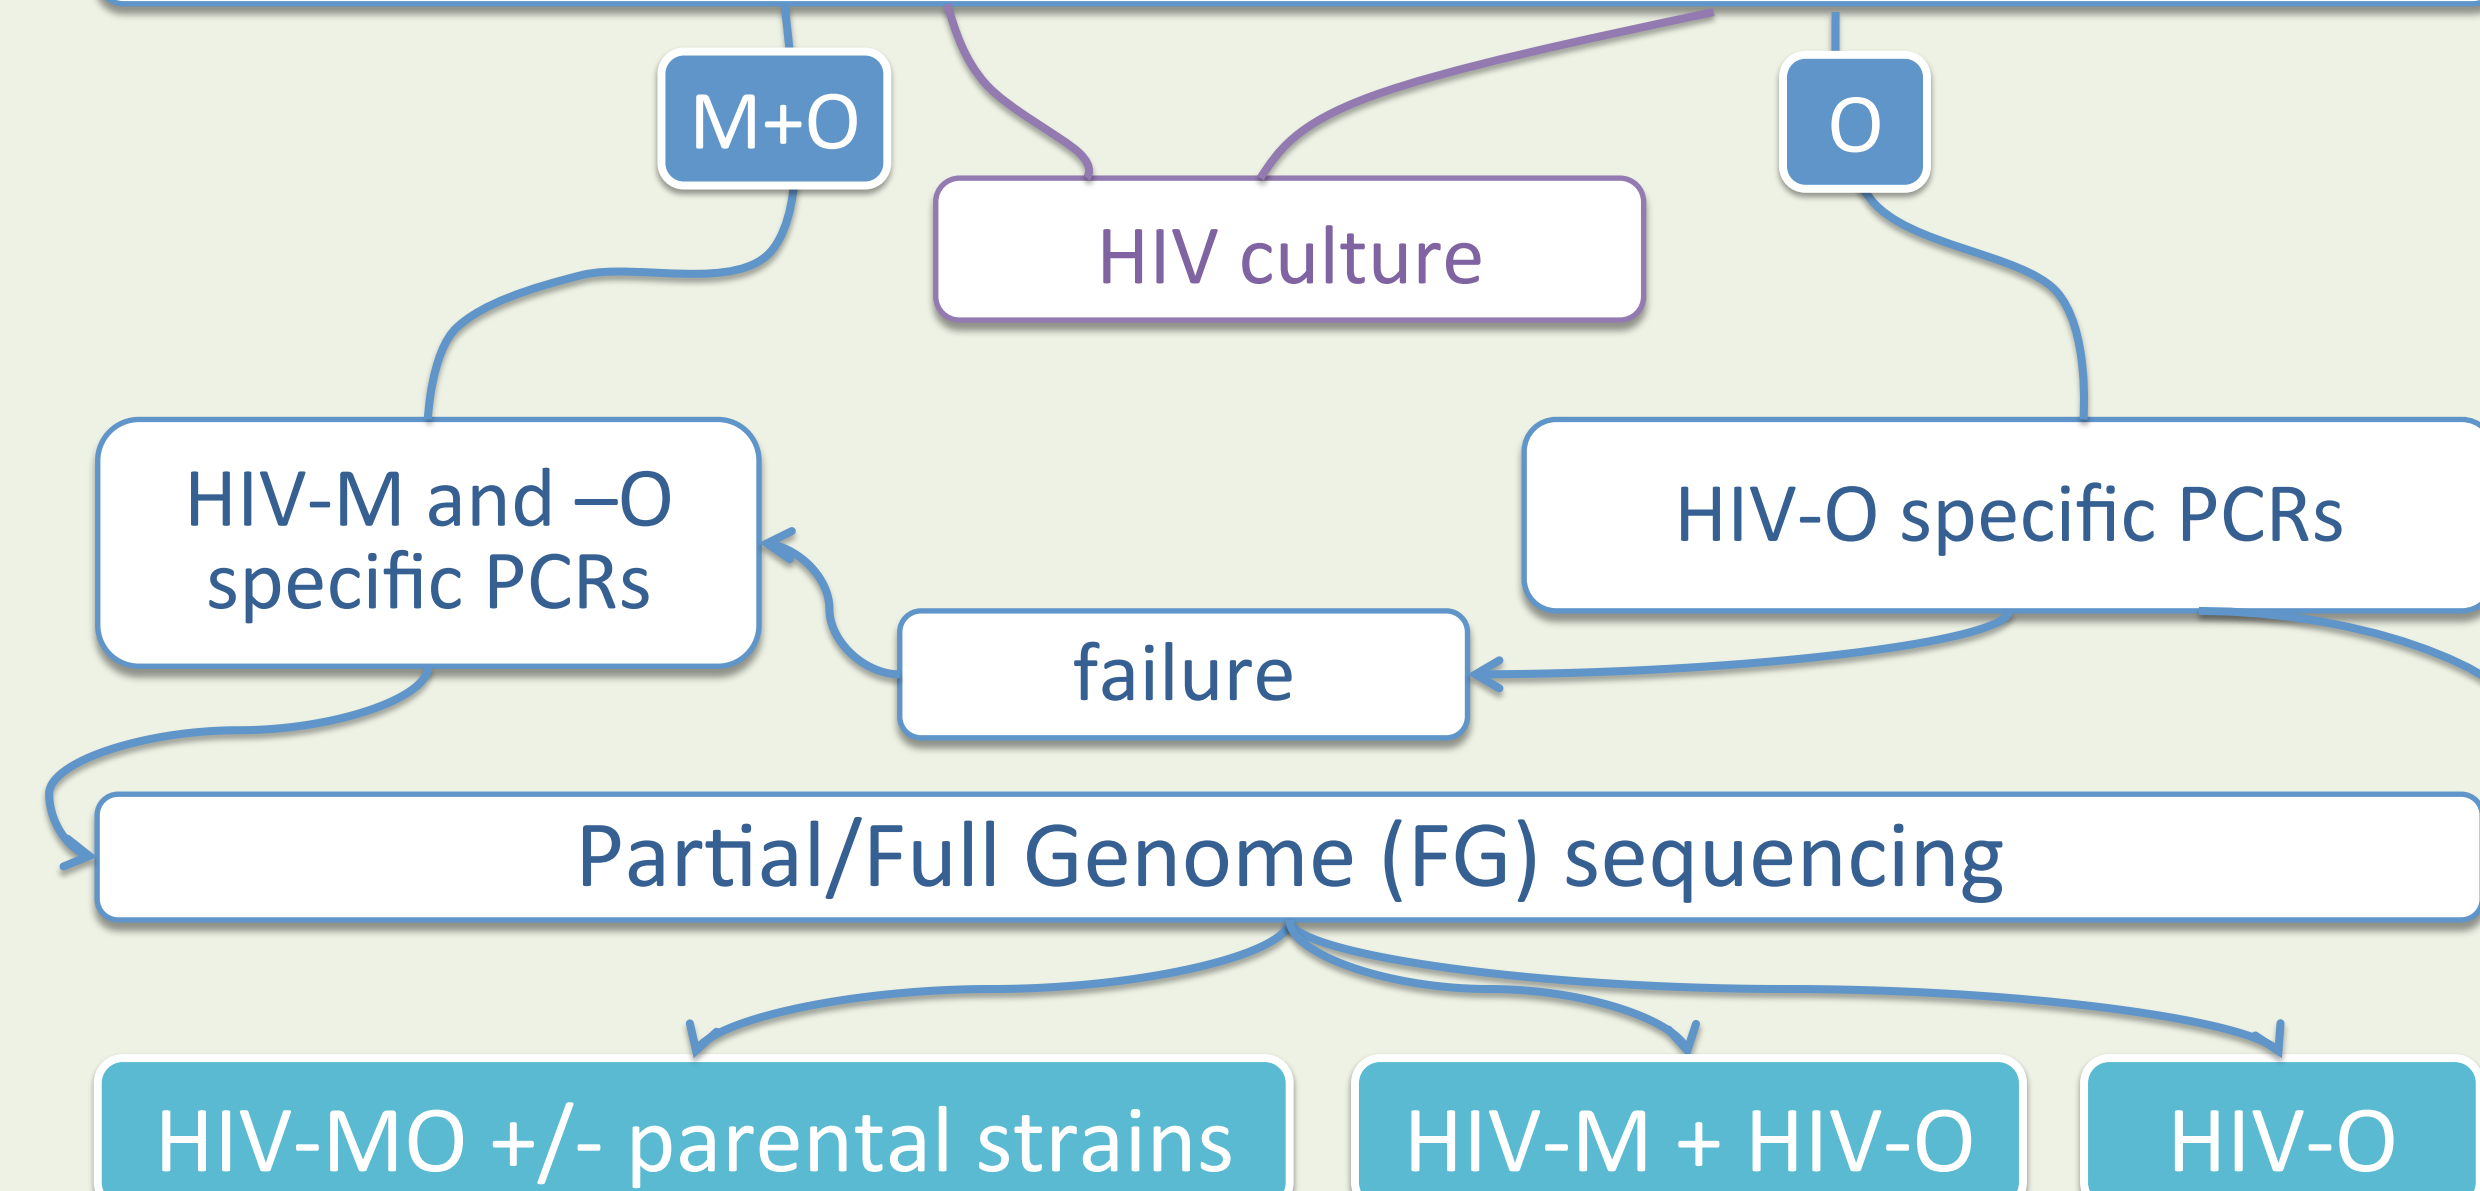 M+O
O
HIV culture
HIV-M and –O
specific PCRs
HIV-O specific PCRs
failure
Partial/Full Genome (FG) sequencing
HIV-MO +/- parental strains
HIV-M + HIV-O
HIV-O